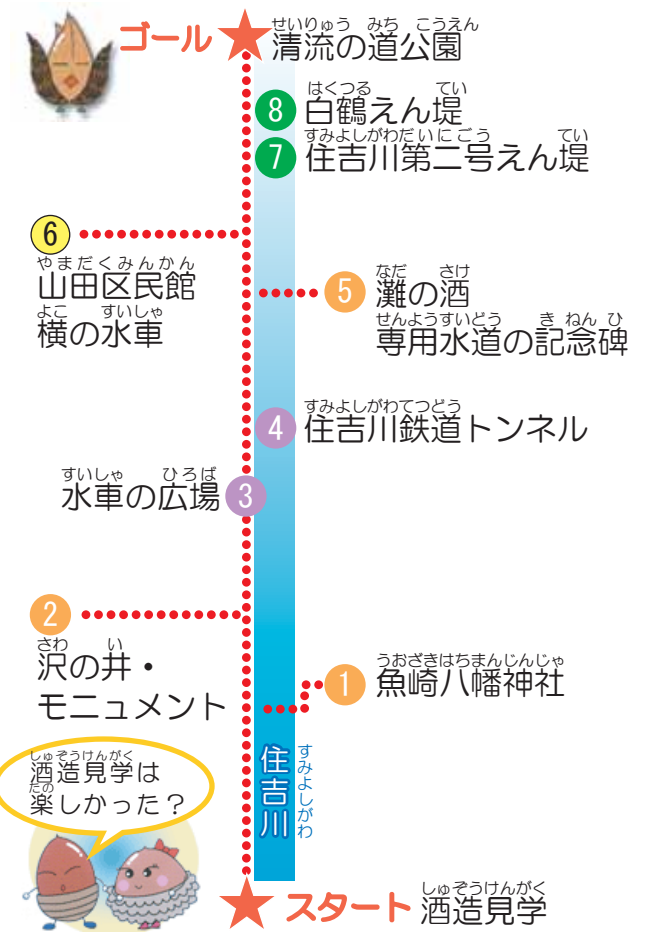 せいりゅう みち こうえん
ゴール 清流の道公園
はくつる てい
8 白鶴えん堤
すみよしがわだいにごう てい
7 住吉川第二号えん堤
6
やまだくみんかん
山田区民館
よこ すいしゃ
横の水車
なだ さけ
5 灘の酒
せんようすいどう き ねん ひ
専用水道の記念碑
すみよしがわてつどう
4 住吉川鉄道トンネル
すいしゃ ひろば
水車の広場 3
2
さわ い
沢の井・
モニュメント
うおざきはちまんじんじゃ
1 魚崎八幡神社
しゅぞうけんがく
酒造見学は
たの
楽しかった？
住吉川
すみよしがわ
しゅぞうけんがく
スタート 酒造見学